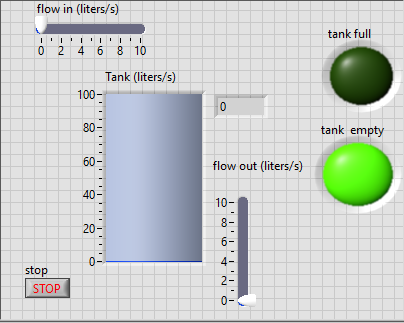 flow in (liters/s)
0 2 4 6 8 10
tank full
Tank (liters/s)
100
80
60
40
20
0
0
tank empty
flow out (liters/s)
10
8
6
4
2
0
stop
STOP